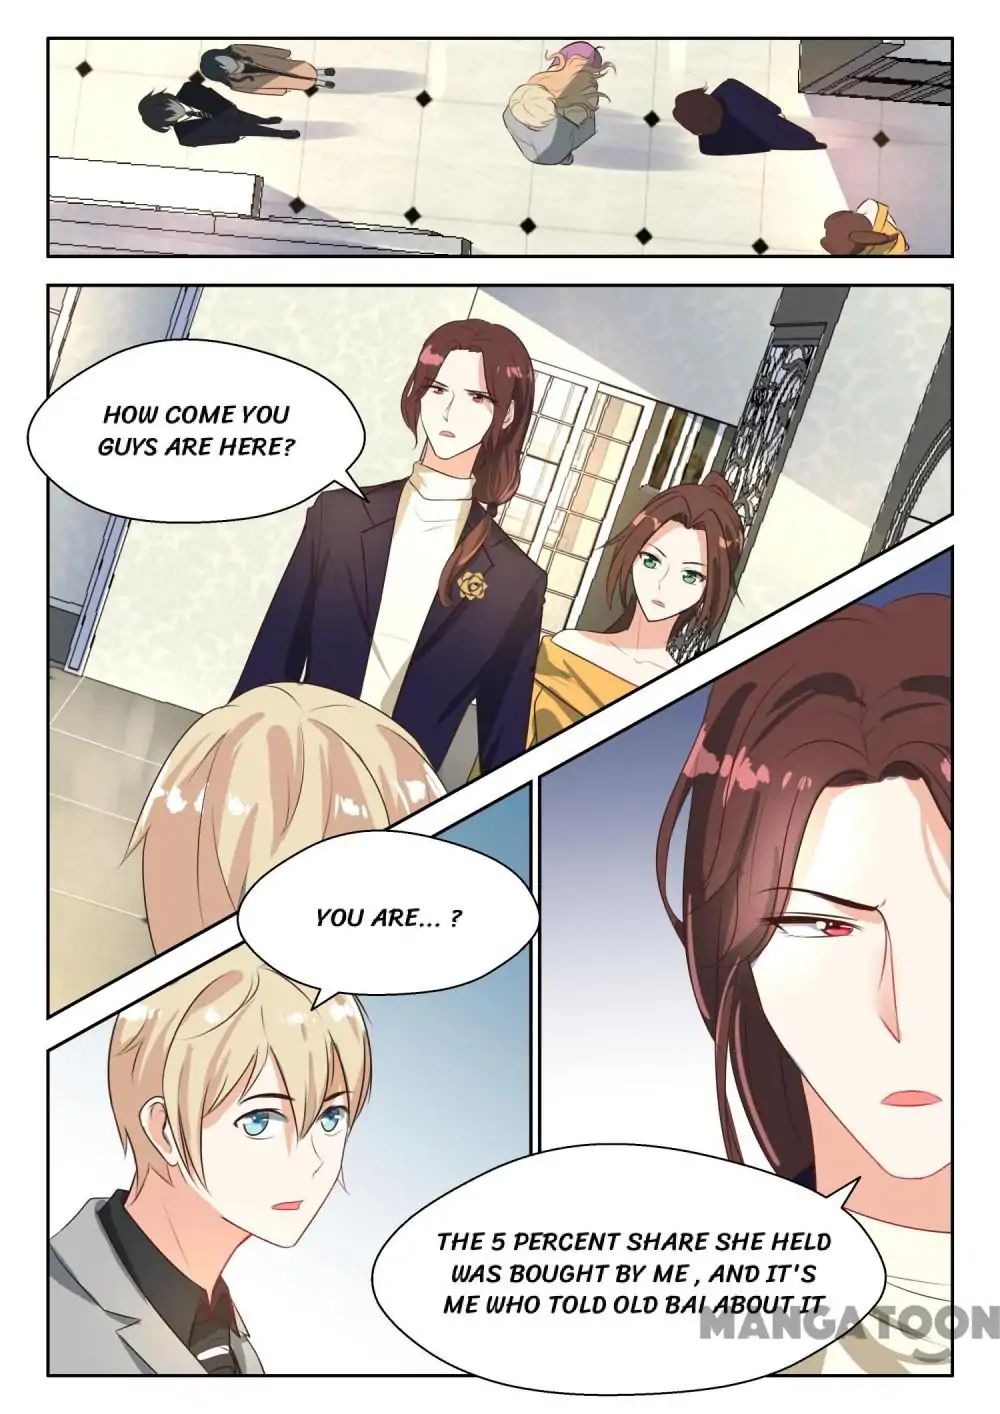 HOW COME YOU
GUYS ARE HERE?
YOU ARE... ?
THE 5 PERCENT SHARE SHE HELD
WAS BOUGHT BY ME , AND IT'S
ME WHO TOLD OLD BAI ABOUT IT
MANGATOON